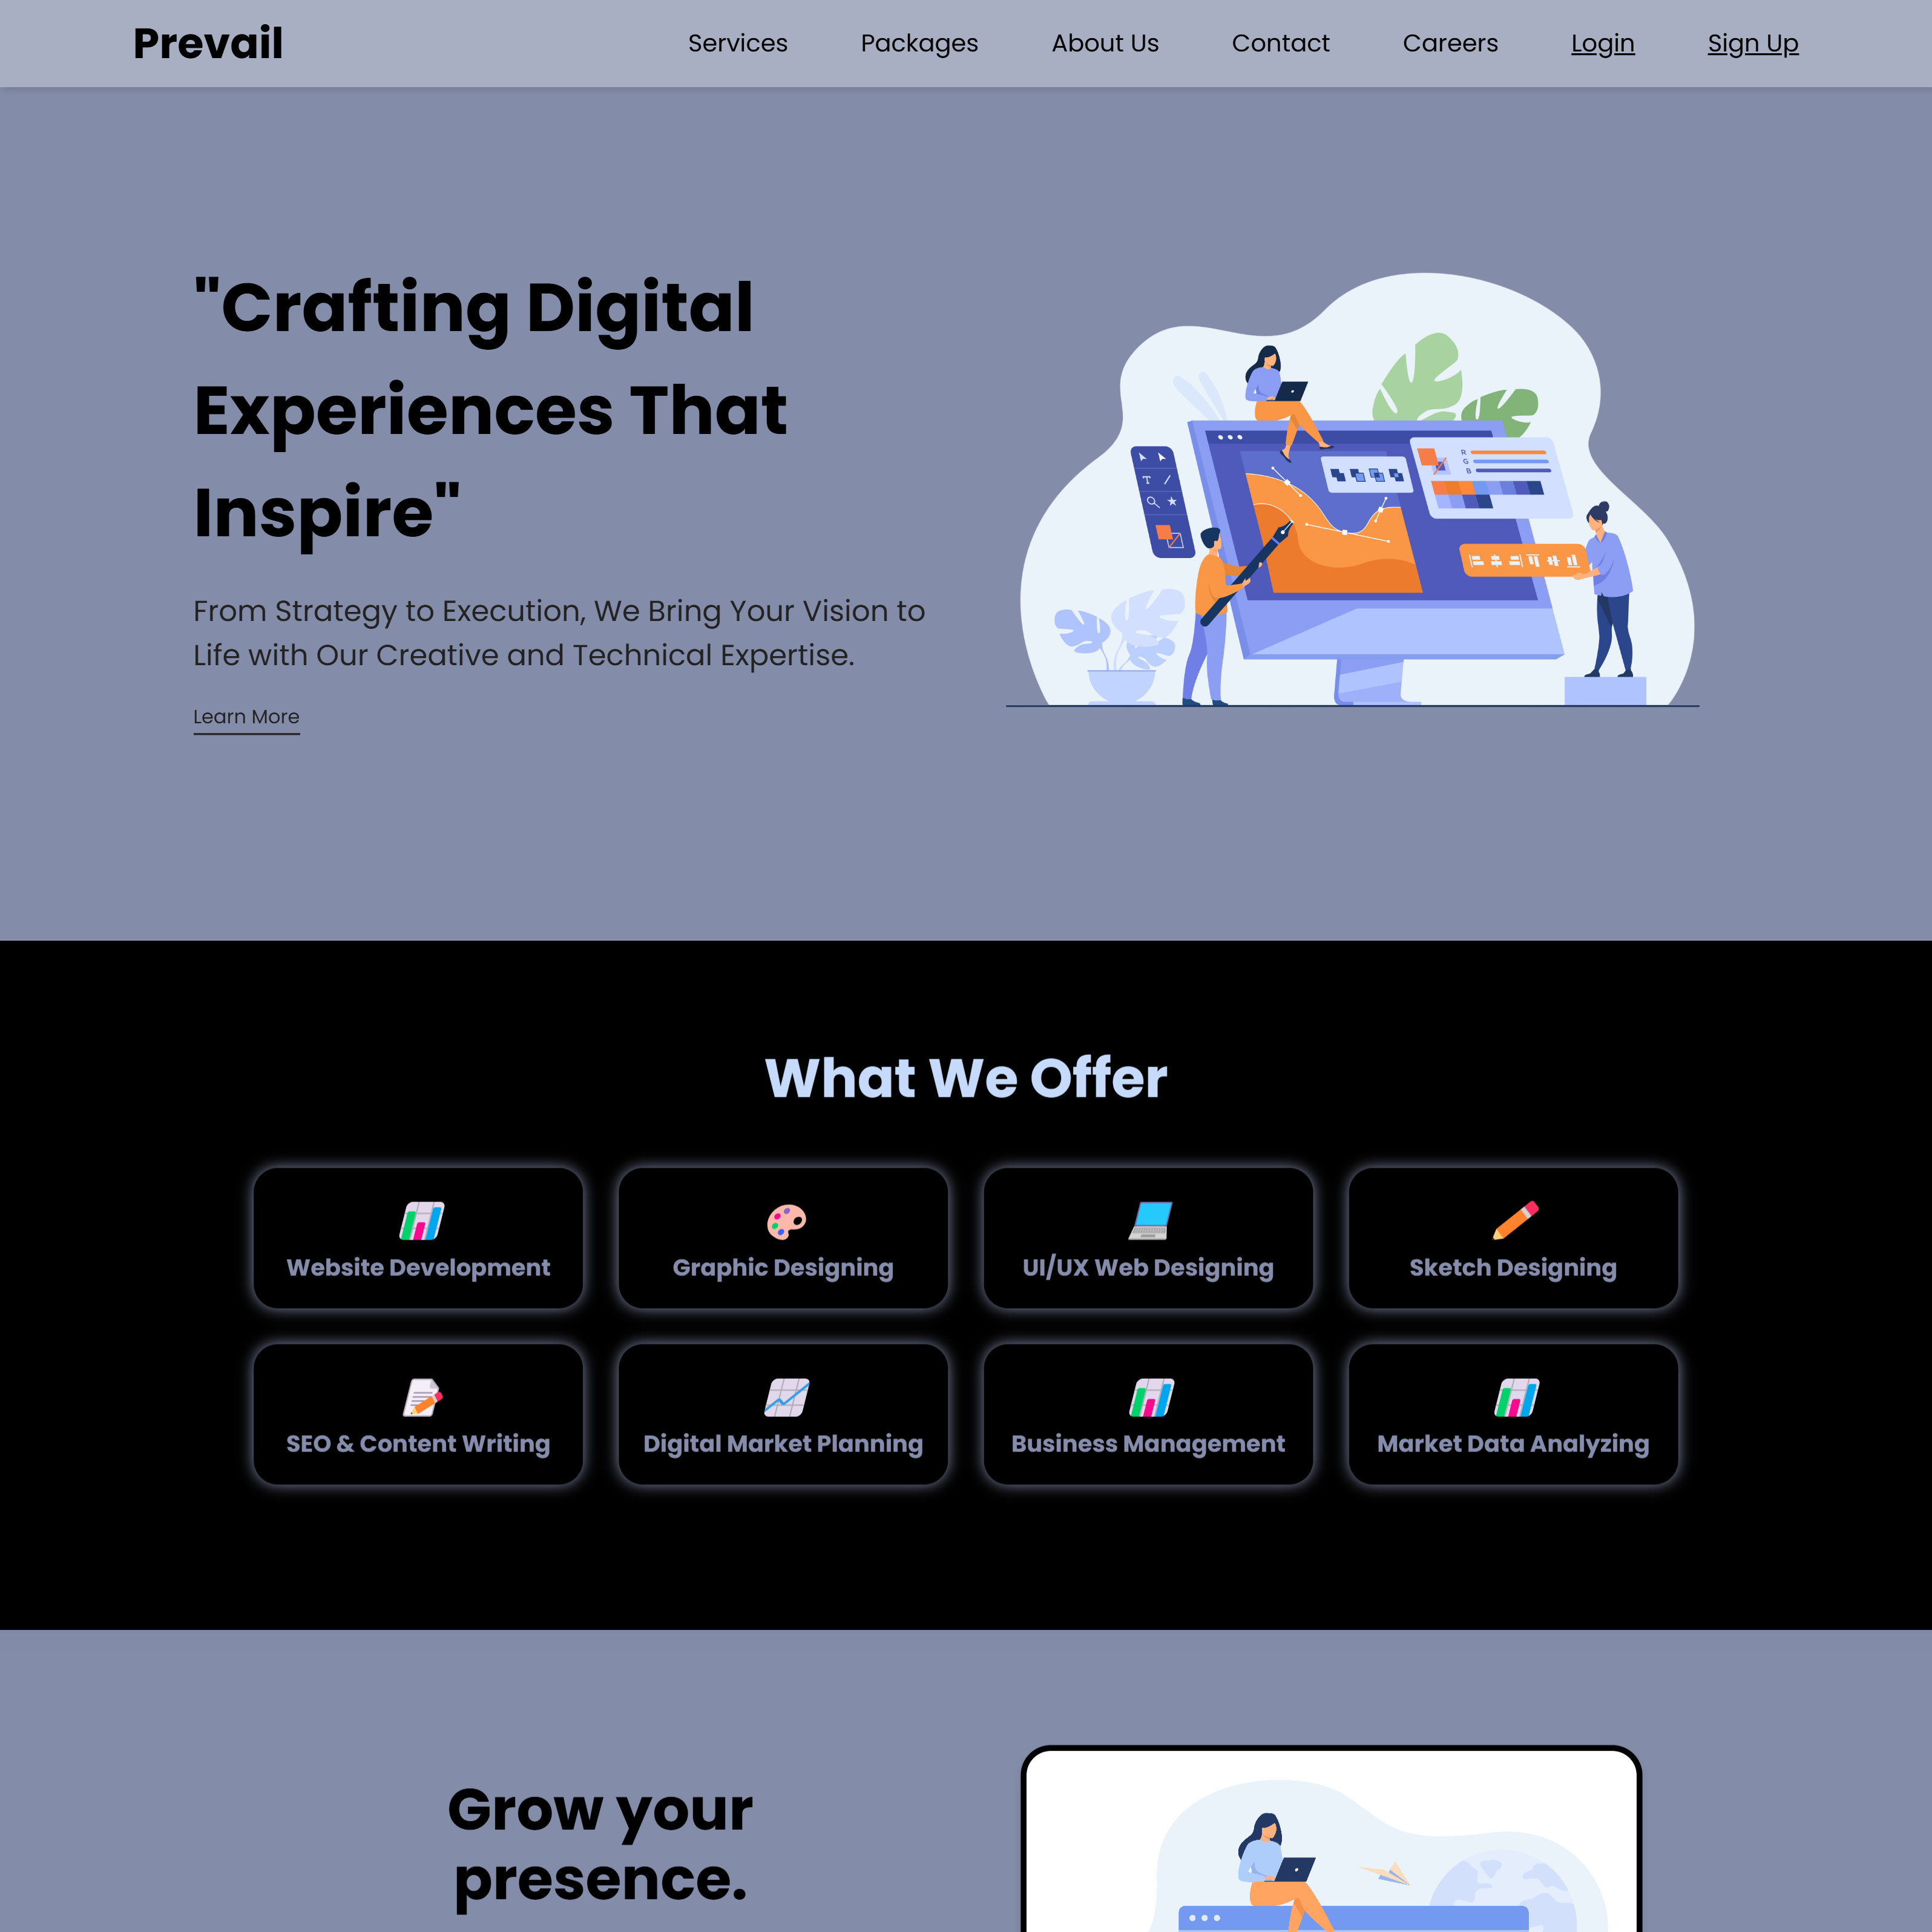 Prevail
Services Packages About Us Contact Careers Login Sign Up
"Crafting Digital
Experiences That
Inspire"
From Strategy to Execution, We Bring Your Vision to
Life with Our Creative and Technical Expertise.
Learn More
T
R
G
B
What We Offer
Website Development
Graphic Designing
UI/UX Web Designing
Sketch Designing
SEO & Content Writing
Digital Market Planning
Business Management
Market Data Analyzing
Grow your
presence.